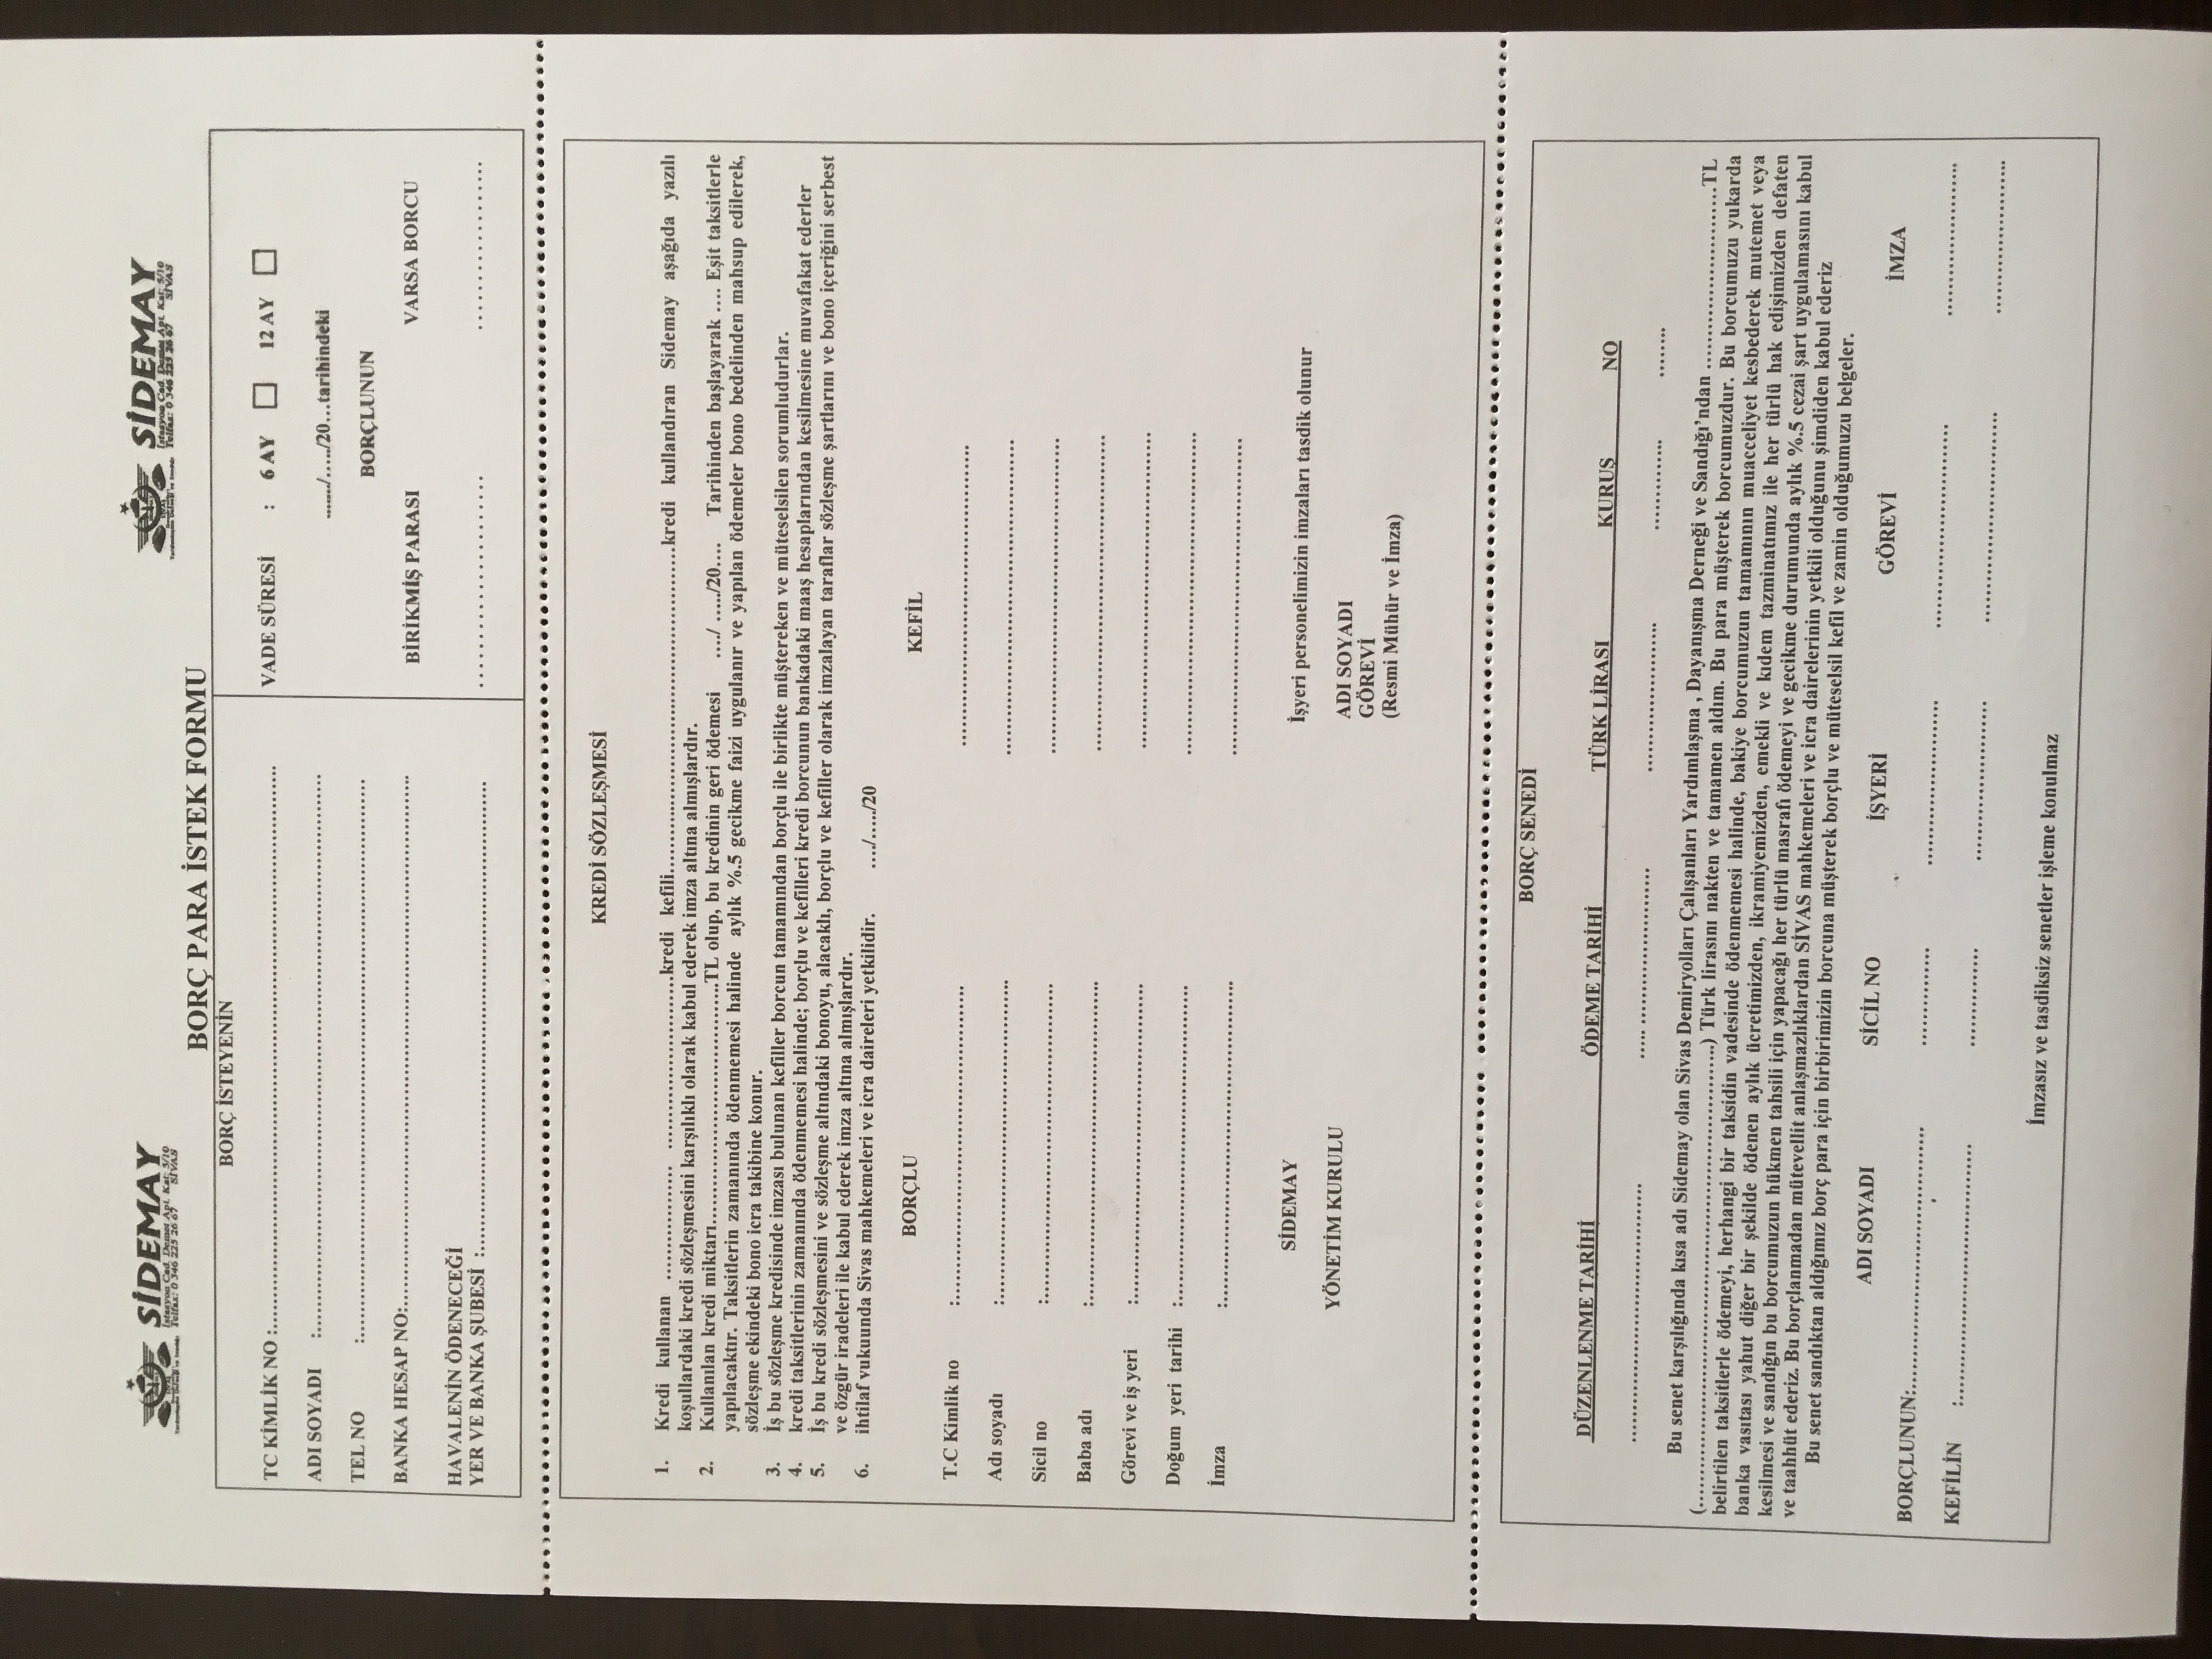 SİDEMAY
İstasyon Cad. Demet Apt. Kat: 5/10
Telfax: 0 346 225 26 67 SİVAS
SİDEMAY
İstasyon Cad. Demet Apt. Kat: 5/10
Telfax: 0 346 225 26 67 SİVAS
BORÇ PARA İSTEK FORMU
BORÇ İSTEYENİN
TC KİMLİK NO :..........................................................................................
ADI SOYADI :..........................................................................................
TEL NO :..........................................................................................
BANKA HESAP NO:..........................................................................................
HAVALENİN ÖDENECEĞİ
YER VE BANKA ŞUBESİ :..........................................................................
VADE SÜRESİ : 6 AY 12 AY
......./...../20...tarihindeki
BORÇLUNUN
BİRİKMİŞ PARASI VARSA BORCU
...................... ..................
KREDİ SÖZLEŞMESİ
1. Kredi kullanan .................. ...........................kredi kefili...................................................kredi kullandıran Sidemay aşağıda yazılı
koşullardaki kredi sözleşmesini karşılıklı olarak kabul ederek imza altına almışlardır.
2. Kullanılan kredi miktarı......................................TL olup, bu kredinin geri ödemesi ..../ ...../20.... Tarihinden başlayarak .... Eşit taksitlerle
yapılacaktır. Taksitlerin zamanında ödenmemesi halinde aylık %.5 gecikme faizi uygulanır ve yapılan ödemeler bono bedelinden mahsup edilerek,
sözleşme ekindeki bono icra takibine konur.
3. İş bu sözleşme kredisinde imzası bulunan kefiller borcun tamamından borçlu ile birlikte müştereken ve müteselsilen sorumludurlar.
4. kredi taksitlerinin zamanında ödenmemesi halinde; borçlu ve kefilleri kredi borcunun bankadaki maaş hesaplarından kesilmesine muvafakat ederler
5. İş bu kredi sözleşmesini ve sözleşme altındaki bonoyu, alacaklı, borçlu ve kefiller olarak imzalayan taraflar sözleşme şartlarını ve bono içeriğini serbest
ve özgür iradeleri ile kabul ederek imza altına almışlardır.
6. ihtilaf vukuunda Sivas mahkemeleri ve icra daireleri yetkilidir. ..../...../20
BORÇLU KEFİL
T.C Kimlik no :.................................................. ...............................................
Adı soyadı :.................................................. ..................................................
Sicil no :.................................................. ..................................................
Baba adı :.................................................. ..................................................
Görevi ve iş yeri :.................................................. ..................................................
Doğum yeri tarihi :.................................................. ..................................................
İmza :.................................................. ..................................................
SİDEMAY
YÖNETİM KURULU
İşyeri personelimizin imzaları tasdik olunur
ADI SOYADI
GÖREVİ
(Resmi Mühür ve İmza)
BORÇ SENEDİ
DÜZENLENME TARİHİ ÖDEME TARİHİ TÜRK LİRASI KURUŞ NO
........................................ ..... ........................ ....................... .............. ........
Bu senet karşılığında kısa adı Sidemay olan Sivas Demiryolları Çalışanları Yardımlaşma , Dayanışma Derneği ve Sandığı’ndan ............................TL
(........................................................................) Türk lirasını nakten ve tamamen aldım. Bu para müşterek borcumuzdur. Bu borcumuzu yukarda
belirtilen taksitlerle ödemeyi, herhangi bir taksidin vadesinde ödenmemesi halinde, bakiye borcumuzun tamamının muacceliyet kesbederek mutemet veya
banka vasıtası yahut diğer bir şekilde ödenen aylık ücretimizden, ikramiyemizden, emekli ve kıdem tazminatımız ile her türlü hak edişimizden defaten
kesilmesi ve sandığın bu borcumuzun hükmen tahsili için yapacağı her türlü masrafı ödemeyi ve gecikme durumunda aylık %.5 cezai şart uygulamasını kabul
ve taahhüt ederiz. Bu borçlanmadan mütevellit anlaşmazlıklardan SİVAS mahkemeleri ve icra dairelerinin yetkili olduğunu şimdiden kabul ederiz
Bu senet sandıktan aldığımız borç para için birbirimizin borcuna müşterek borçlu ve müteselsil kefil ve zamin olduğumuzu belgeler.
ADI SOYADI SİCİL NO İŞYERİ GÖREVİ İMZA
BORÇLUNUN:......................................... ............... .......................... ................................ ........................
KEFİLİN :........................................ ............... ......................... ................................. ........................
İmzasız ve tasdiksiz senetler işleme konulmaz